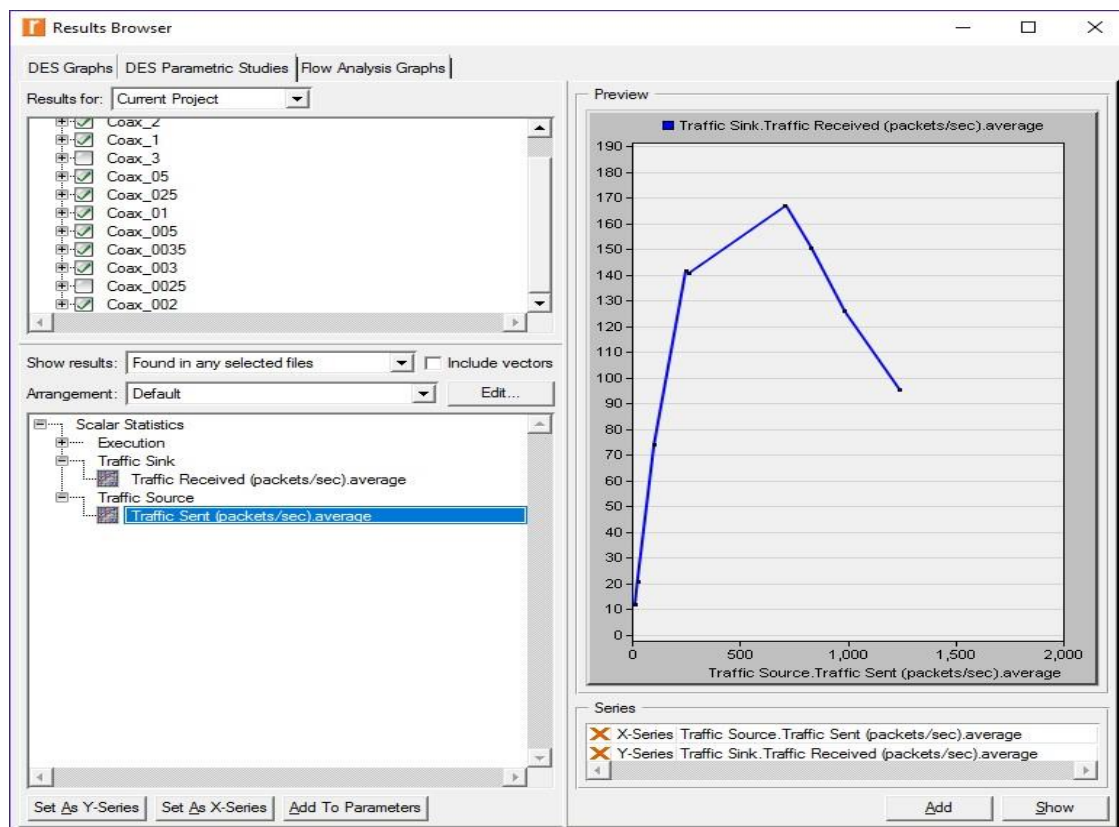 Results Browser
DES Graphs DES Parametric Studies Flow Analysis Graphs
Results for: Current Project
Coax_2
Coax_1
Coax_3
Coax_05
Coax_025
Coax_01
Coax_005
Coax_0035
Coax_003
Coax_0025
Coax_002
Show results: Found in any selected files Include vectors
Arrangement: Default Edit...
Scalar Statistics
Execution
Traffic Sink
Traffic Received (packets/sec).average
Traffic Source
Traffic Sent (packets/sec).average
Set As Y-Series Set As X-Series Add To Parameters
Preview
Traffic Sink.Traffic Received (packets/sec).average
190
180
170
160
150
140
130
120
110
100
90
80
70
60
50
40
30
20
10
0
0 500 1,000 1,500 2,000
Traffic Source.Traffic Sent (packets/sec).average
Series
X-Series Traffic Source.Traffic Sent (packets/sec).average
Y-Series Traffic Sink.Traffic Received (packets/sec).average
Add Show